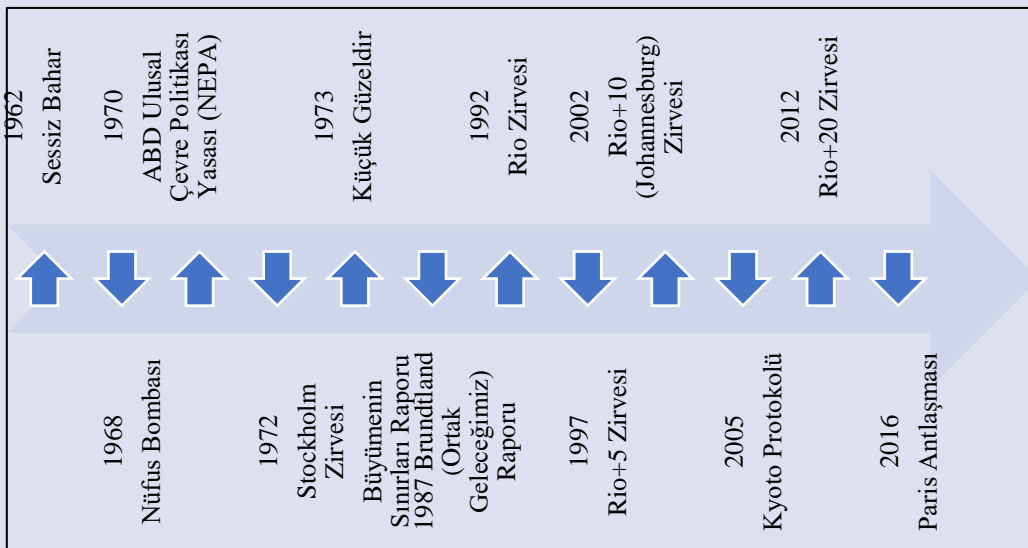 1962
Sessiz Bahar
1970
ABD Ulusal
Çevre Politikası
Yasası (NEPA)
1973
Küçük Güzeldir
1992
Rio Zirvesi
2002
Rio+10
(Johannesburg)
Zirvesi
2012
Rio+20 Zirvesi
1968
Nüfus Bombası
1972
Stockholm
Zirvesi
Büyümenin
Sınırları Raporu
1987 Brundtland
(Ortak
Geleceğimiz)
Raporu
1997
Rio+5 Zirvesi
2005
Kyoto Protokolü
2016
Paris Antlaşması